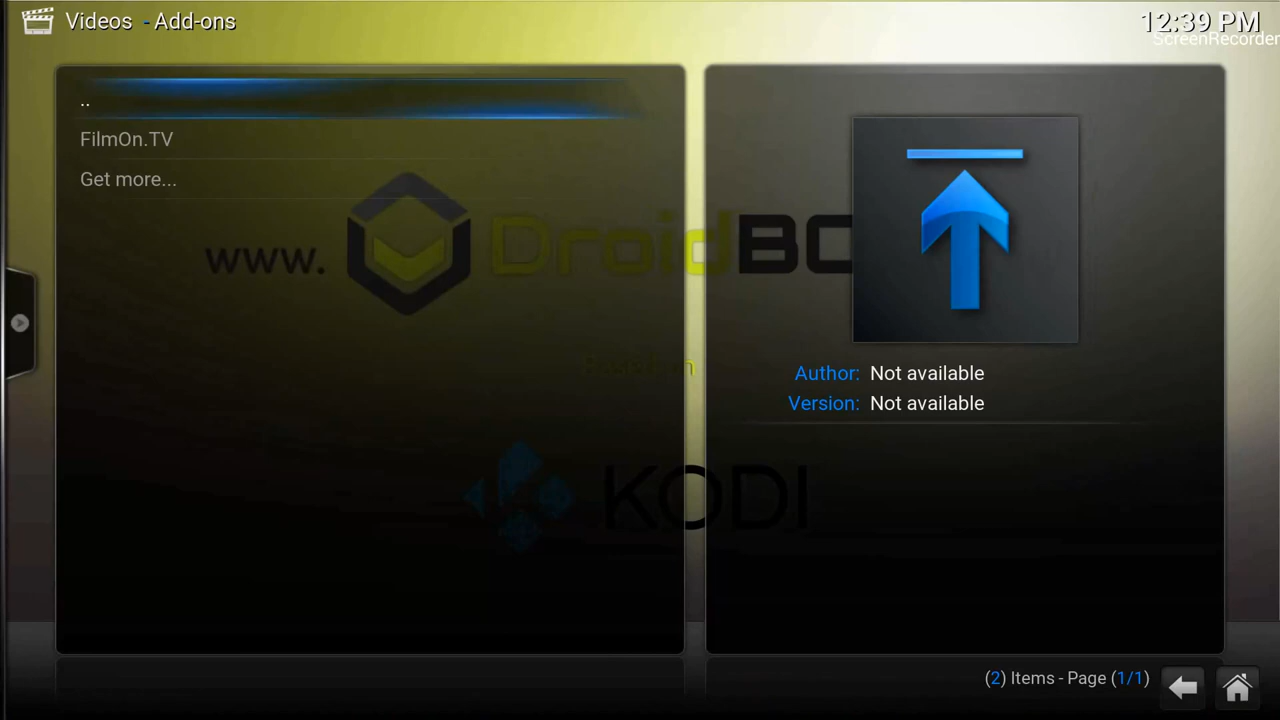 Videos - Add-ons
12:39 PM
ScreenRecorder
..
FilmOn.TV
Get more...
www. DroidBO
Author: Not available
Version: Not available
KODI
(2) Items - Page (1/1)